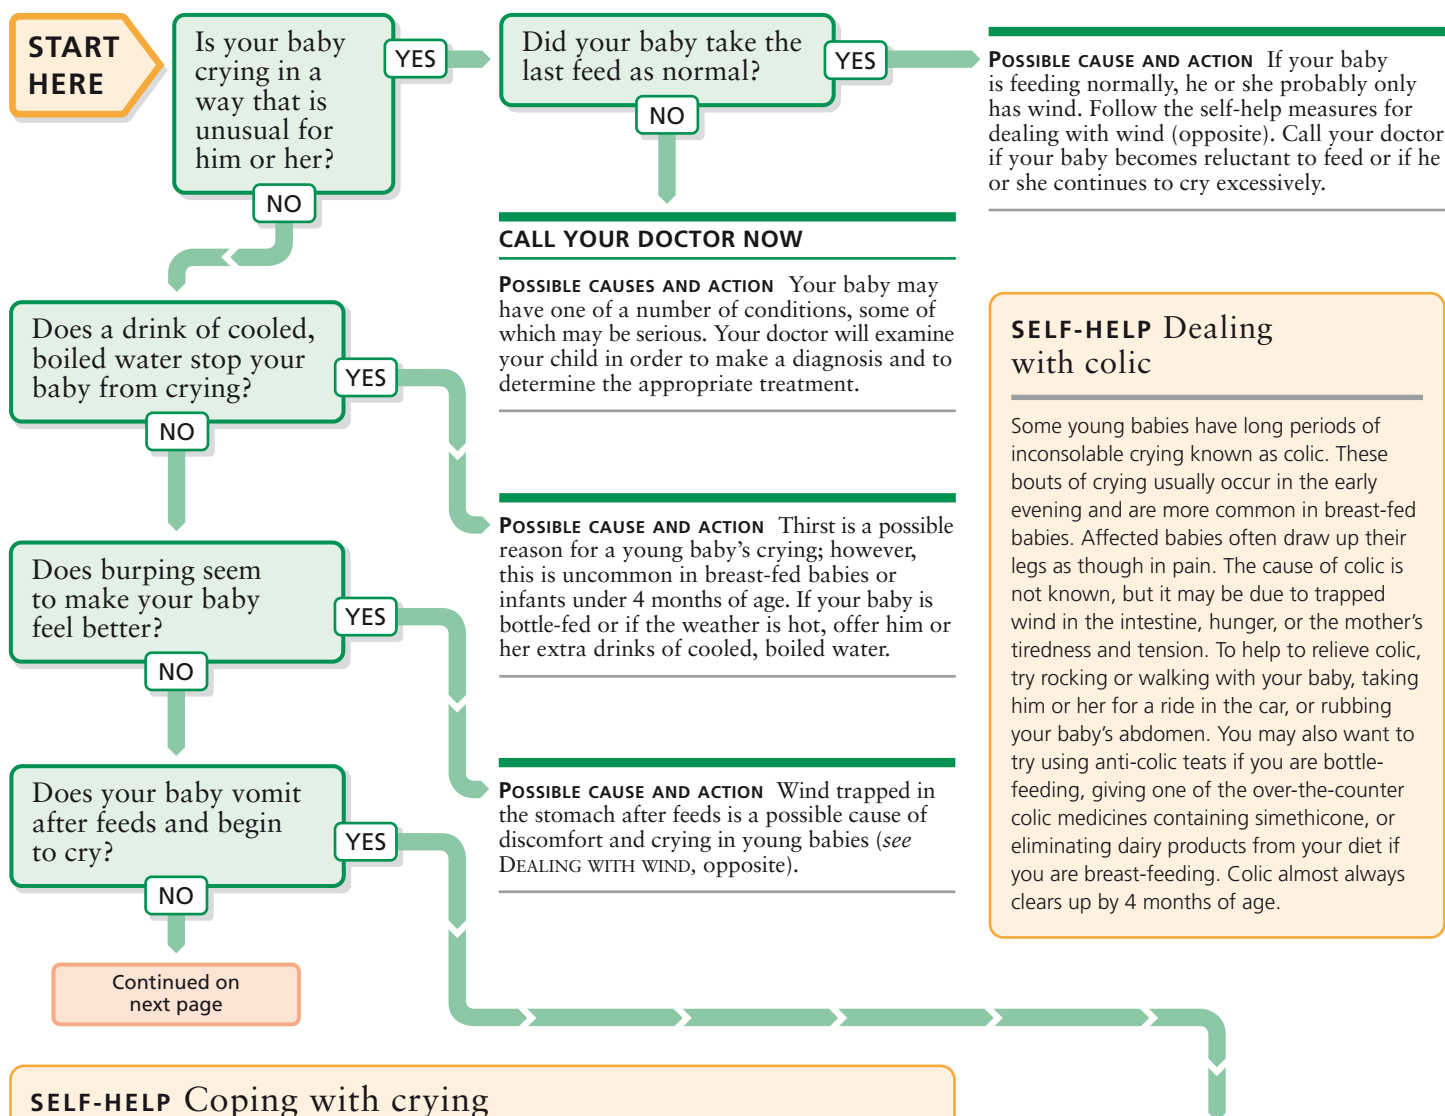 START
HERE
Is your baby
crying in a
way that is
unusual for
him or her?
YES
NO
Did your baby take the
last feed as normal?
YES
NO
POSSIBLE CAUSE AND ACTION If your baby
is feeding normally, he or she probably only
has wind. Follow the self-help measures for
dealing with wind (opposite). Call your doctor
if your baby becomes reluctant to feed or if he
or she continues to cry excessively.
CALL YOUR DOCTOR NOW
POSSIBLE CAUSES AND ACTION Your baby may
have one of a number of conditions, some of
which may be serious. Your doctor will examine
your child in order to make a diagnosis and to
determine the appropriate treatment.
Does a drink of cooled,
boiled water stop your
baby from crying?
YES
NO
POSSIBLE CAUSE AND ACTION Thirst is a possible
reason for a young baby's crying; however,
this is uncommon in breast-fed babies or
infants under 4 months of age. If your baby is
bottle-fed or if the weather is hot, offer him or
her extra drinks of cooled, boiled water.
Does burping seem
to make your baby
feel better?
YES
NO
POSSIBLE CAUSE AND ACTION Wind trapped in
the stomach after feeds is a possible cause of
discomfort and crying in young babies (see
DEALING WITH WIND, opposite).
Does your baby vomit
after feeds and begin
to cry?
YES
NO
Continued on
next page
SELF-HELP Dealing
with colic
Some young babies have long periods of
inconsolable crying known as colic. These
bouts of crying usually occur in the early
evening and are more common in breast-fed
babies. Affected babies often draw up their
legs as though in pain. The cause of colic is
not known, but it may be due to trapped
wind in the intestine, hunger, or the mother's
tiredness and tension. To help to relieve colic,
try rocking or walking with your baby, taking
him or her for a ride in the car, or rubbing
your baby's abdomen. You may also want to
try using anti-colic teats if you are bottle-
feeding, giving one of the over-the-counter
colic medicines containing simethicone, or
eliminating dairy products from your diet if
you are breast-feeding. Colic almost always
clears up by 4 months of age.
SELF-HELP Coping with crying